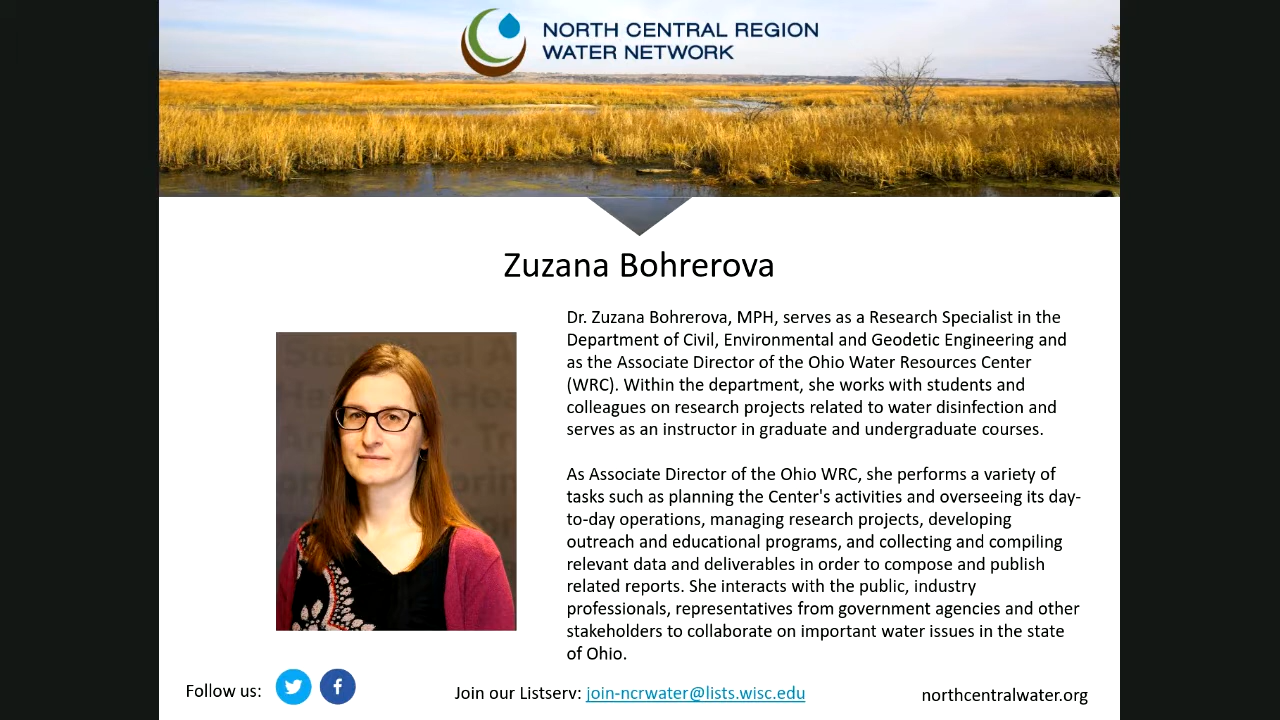 NORTH CENTRAL REGION
WATER NETWORK
Zuzana Bohrerova
Dr. Zuzana Bohrerova, MPH, serves as a Research Specialist in the
Department of Civil, Environmental and Geodetic Engineering and
as the Associate Director of the Ohio Water Resources Center
(WRC). Within the department, she works with students and
colleagues on research projects related to water disinfection and
serves as an instructor in graduate and undergraduate courses.
As Associate Director of the Ohio WRC, she performs a variety of
tasks such as planning the Center's activities and overseeing its day-
to-day operations, managing research projects, developing
outreach and educational programs, and collecting and compiling
relevant data and deliverables in order to compose and publish
related reports. She interacts with the public, industry
professionals, representatives from government agencies and other
stakeholders to collaborate on important water issues in the state
of Ohio.
Follow us:
Join our Listserv: join-ncrwater@lists.wisc.edu
northcentralwater.org